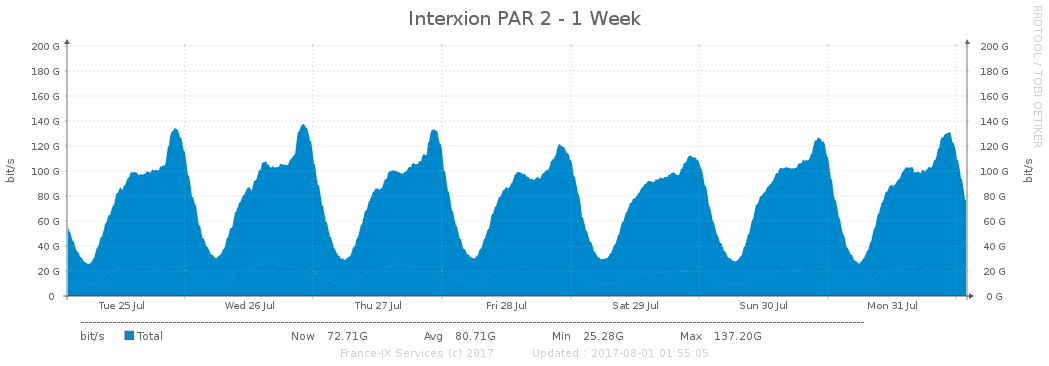 Interxion PAR 2 - 1 Week
RRDTOOL / TOBI OETIKER
200 G 200 G
180 G 180 G
160 G 160 G
140 G 140 G
120 G 120 G
100 G 100 G
80 G 80 G
60 G 60 G
40 G 40 G
20 G 20 G
0 0 G
bit/s
bit/s
Tue 25 Jul Wed 26 Jul Thu 27 Jul Fri 28 Jul Sat 29 Jul Sun 30 Jul Mon 31 Jul
bit/s Total Now 72.71G Avg 80.71G Min 25.28G Max 137.20G
France-IX Services (c) 2017 Updated : 2017-08-01 01:55:05